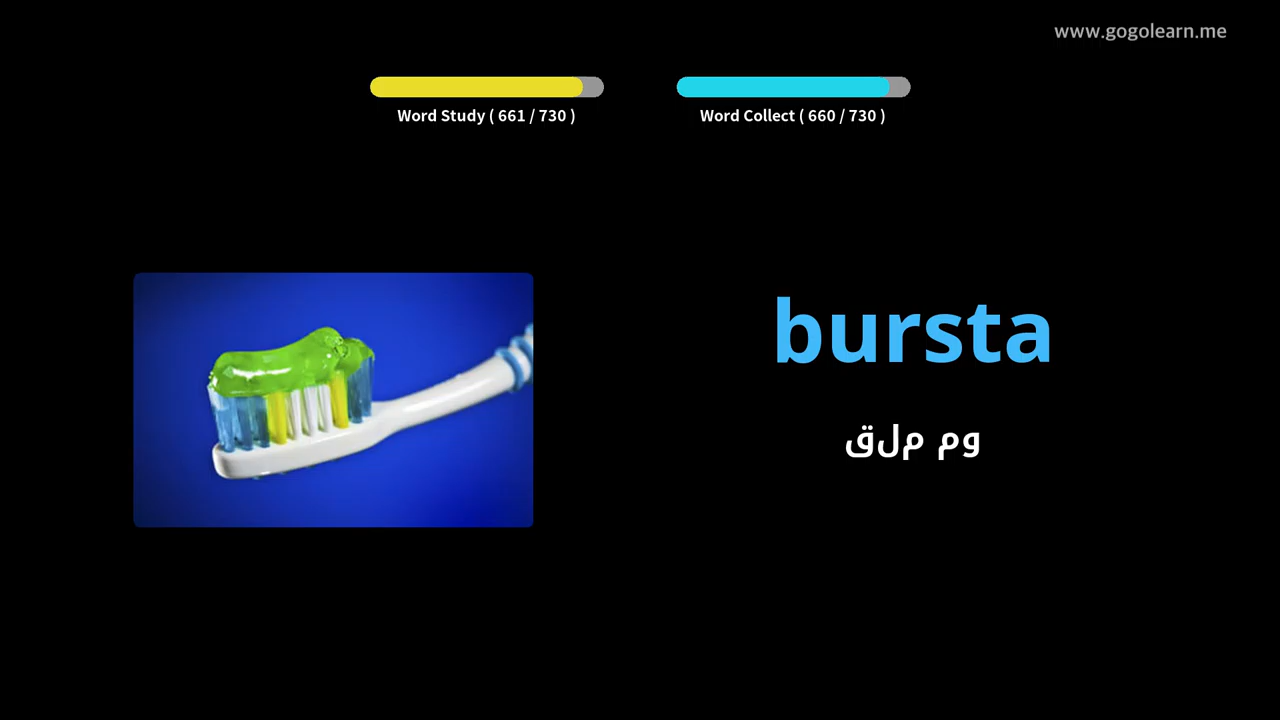 www.gogolearn.me
Word Study ( 661 / 730 )
Word Collect ( 660 / 730 )
bursta
وم ملق